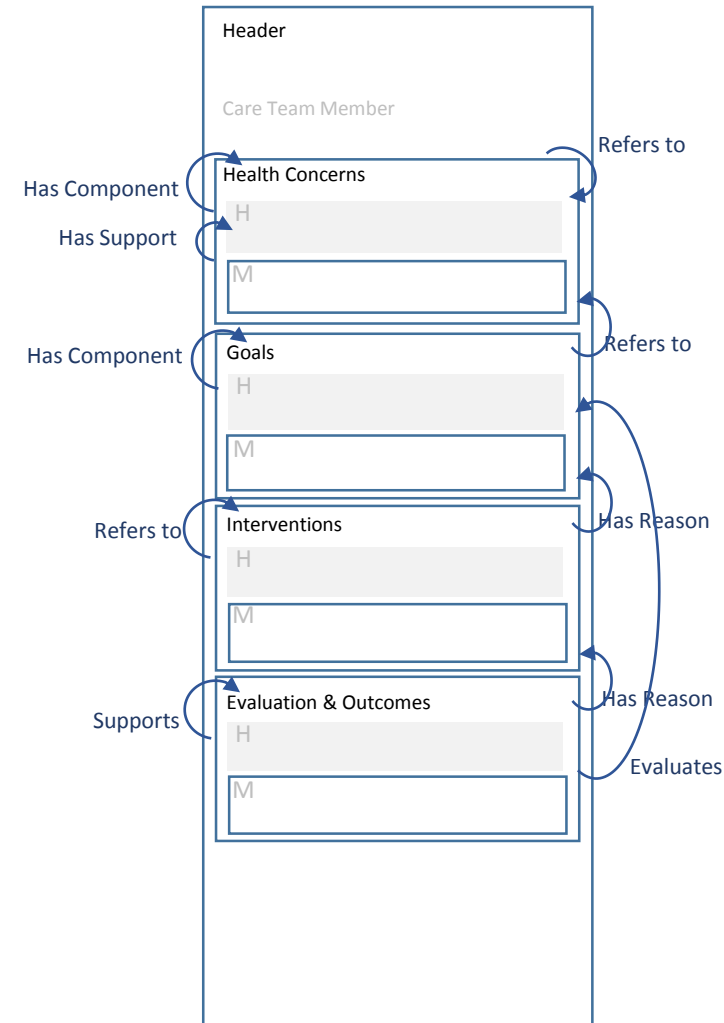 Header
Care Team Member
Refers to
Health Concerns
Has Component
H
Has Support
M
Refers to
Has Component
Goals
H
M
Has Reason
Interventions
Refers to
H
M
Has Reason
Evaluation & Outcomes
Supports
H
Evaluates
M